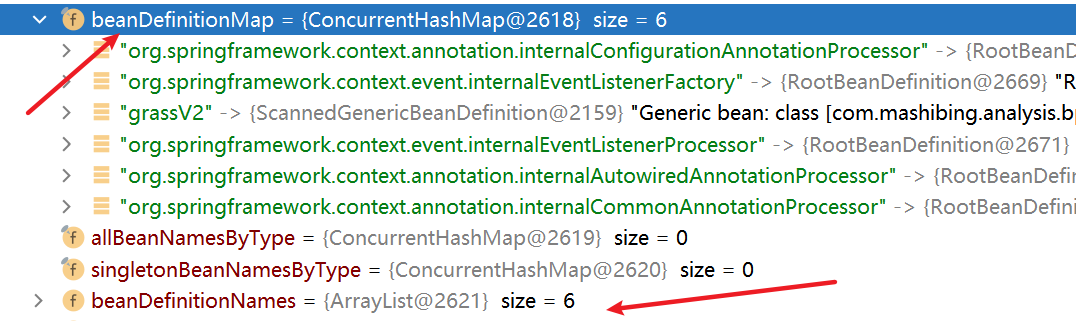 beanDefinitionMap = {ConcurrentHashMap@2618} size = 6
"org.springframework.context.annotation.internalConfigurationAnnotationProcessor" -> {RootBeanD
"org.springframework.context.event.internalEventListenerFactory" -> {RootBeanDefinition@2669} "R
"grassV2" -> {ScannedGenericBeanDefinition@2159} "Generic bean: class [com.mashibing.analysis.bp
"org.springframework.context.event.internalEventListenerProcessor" -> {RootBeanDefinition@2671}
"org.springframework.context.annotation.internalAutowiredAnnotationProcessor" -> {RootBeanDefin
"org.springframework.context.annotation.internalCommonAnnotationProcessor" -> {RootBeanDefini
allBeanNamesByType = {ConcurrentHashMap@2619} size = 0
singletonBeanNamesByType = {ConcurrentHashMap@2620} size = 0
beanDefinitionNames = {ArrayList@2621} size = 6